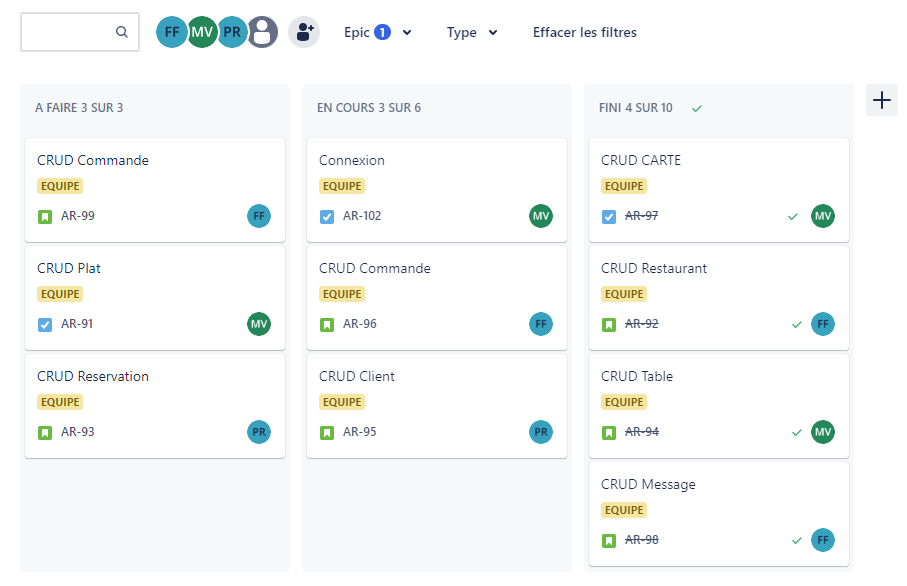 FF MV PR Epic 1 Type Effacer les filtres
A FAIRE 3 SUR 3
CRUD Commande
EQUIPE
AR-99 FF
CRUD Plat
EQUIPE
AR-91 MV
CRUD Reservation
EQUIPE
AR-93 PR
EN COURS 3 SUR 6
Connexion
EQUIPE
AR-102 MV
CRUD Commande
EQUIPE
AR-96 FF
CRUD Client
EQUIPE
AR-95 PR
FINI 4 SUR 10
CRUD CARTE
EQUIPE
AR-97 MV
CRUD Restaurant
EQUIPE
AR-92 FF
CRUD Table
EQUIPE
AR-94 MV
CRUD Message
EQUIPE
AR-98 FF